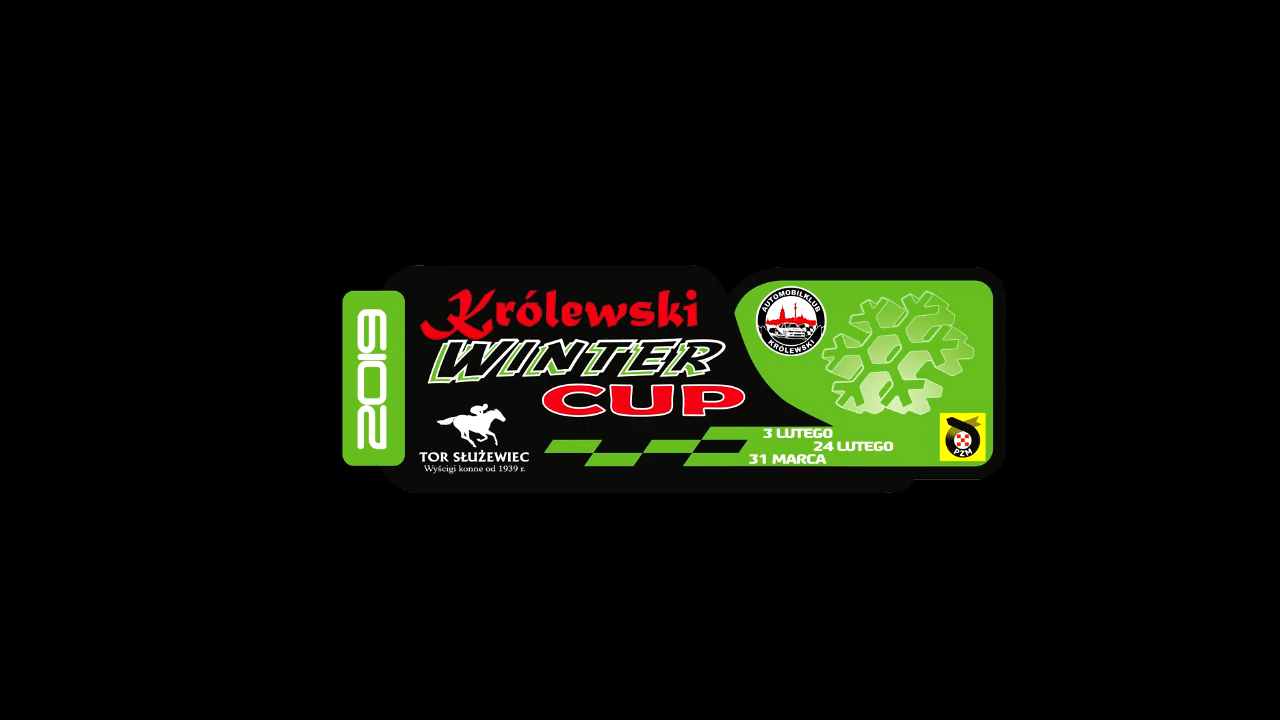 2019
Królewski
WINTER
CUP
TOR SŁUŻEWIEC
Wyścigi konne od 1939 r.
AUTOMOBILKLUB
KRÓLEWSKI
3 LUTEGO
24 LUTEGO
31 MARCA
PZM